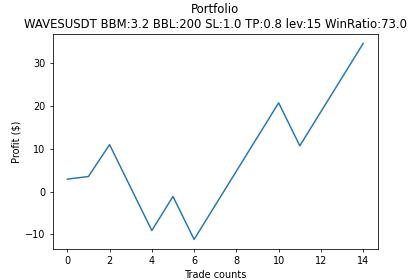 Portfolio
WAVESUSDT BBM:3.2 BBL:200 SL:1.0 TP:0.8 lev:15 WinRatio:73.0
30
20
10
0
−10
Profit ($)
0 2 4 6 8 10 12 14
Trade counts